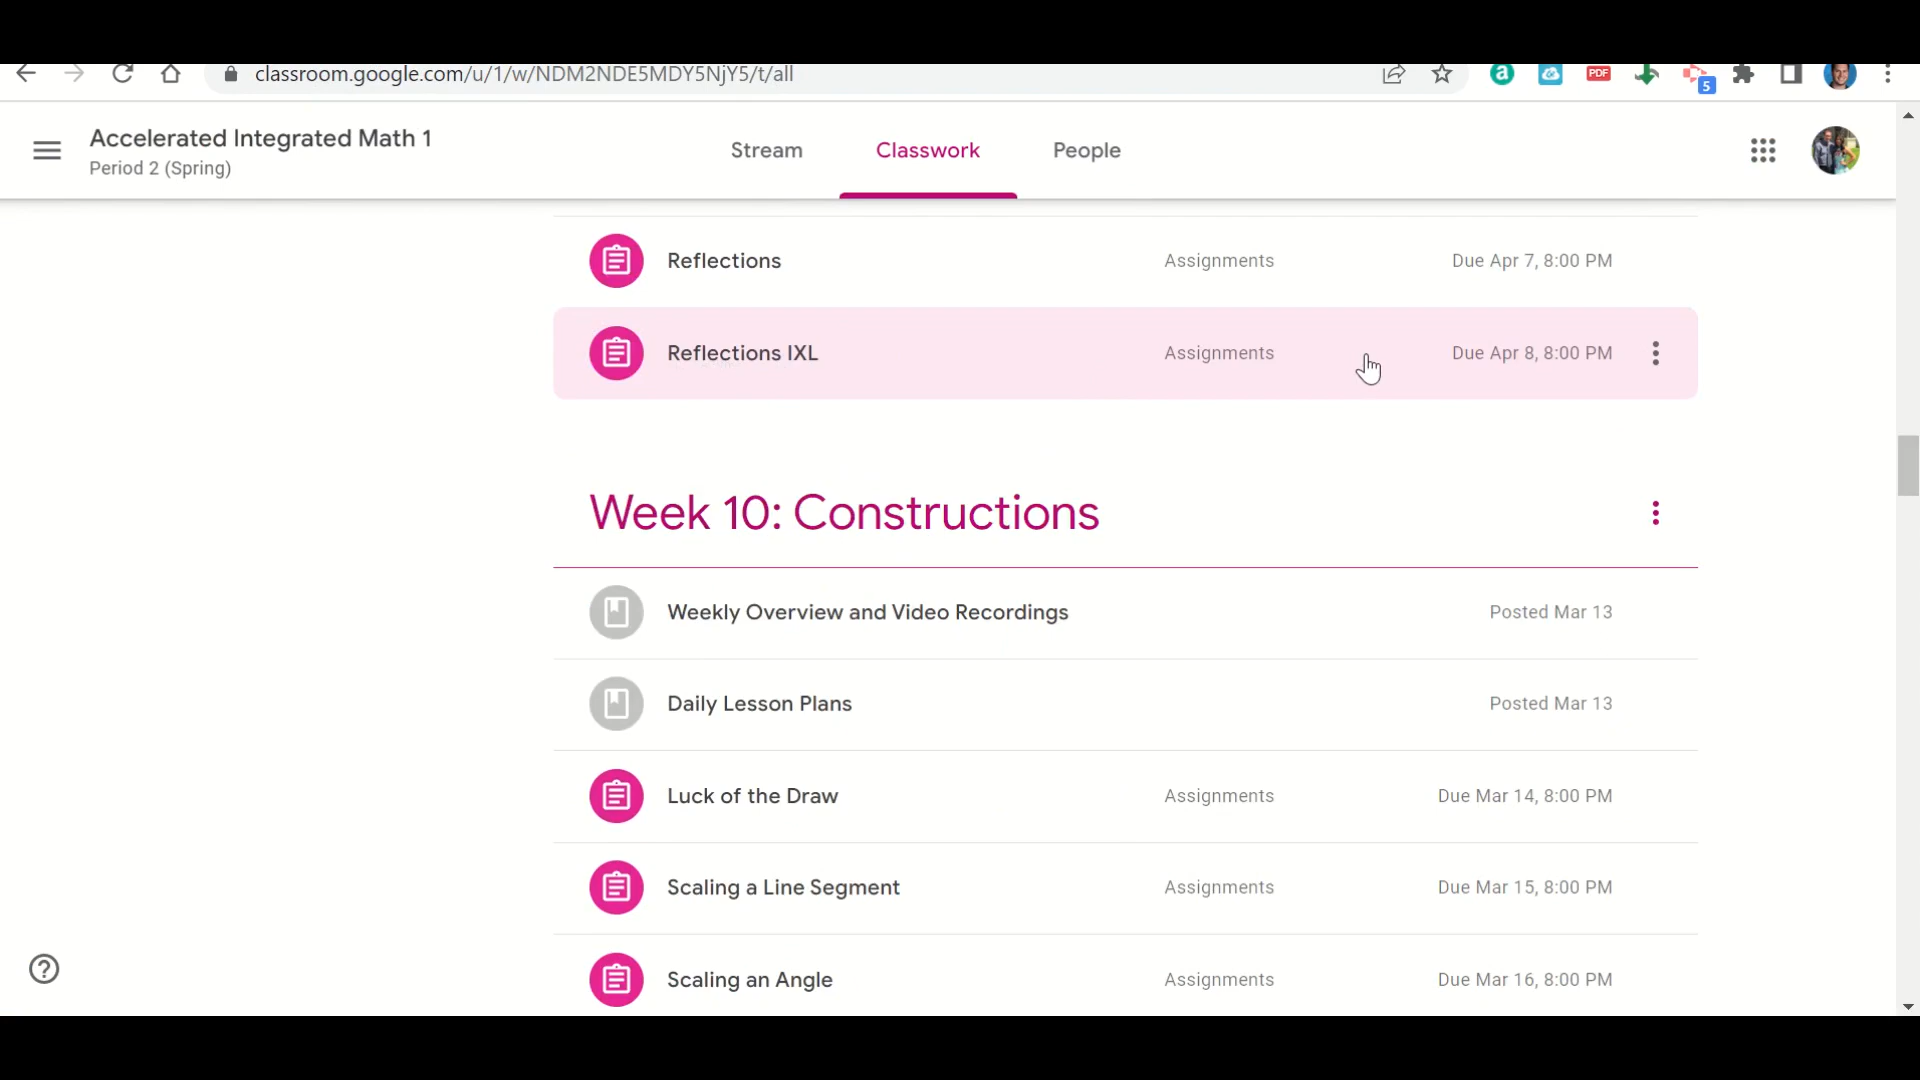 classroom.google.com/u/1/w/NDM2NDE5MDY5NjY5/t/all
a
PDF
5
Accelerated Integrated Math 1
Period 2 (Spring)
Stream
Classwork
People
Reflections
Assignments
Due Apr 7, 8:00 PM
Reflections IXL
Assignments
Due Apr 8, 8:00 PM
Week 10: Constructions
Weekly Overview and Video Recordings
Posted Mar 13
Daily Lesson Plans
Posted Mar 13
Luck of the Draw
Assignments
Due Mar 14, 8:00 PM
Scaling a Line Segment
Assignments
Due Mar 15, 8:00 PM
Scaling an Angle
Assignments
Due Mar 16, 8:00 PM